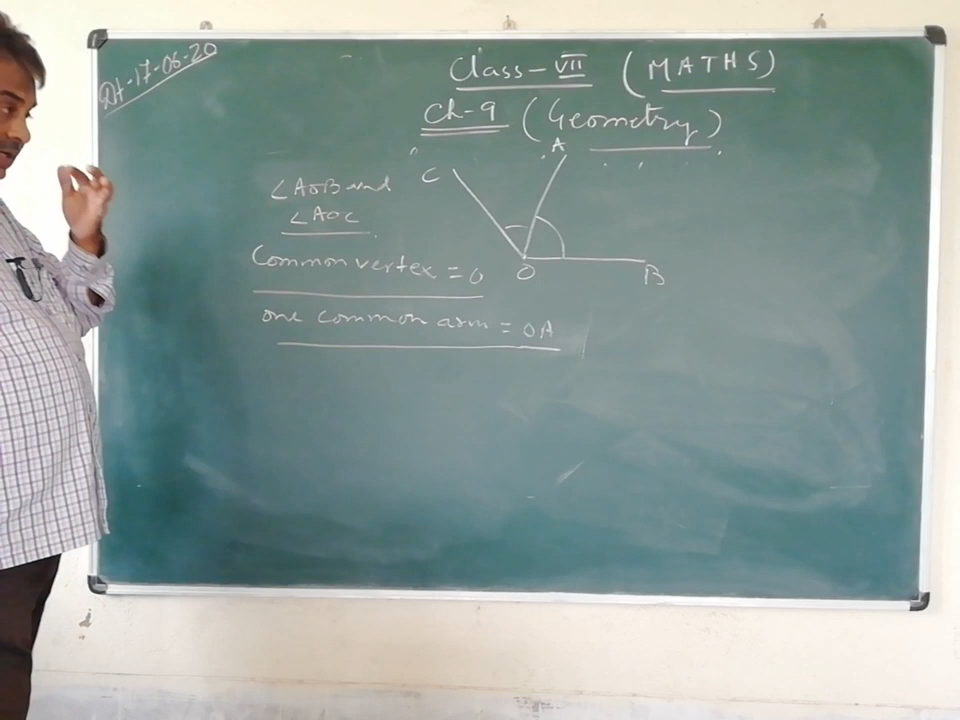 Dt-17-06-20
Class-VII (MATHS)
Ch-9 (Geometry)
∠AOB and
∠AOC
Common vertex = O
one common arm = OA
C
A
O
B